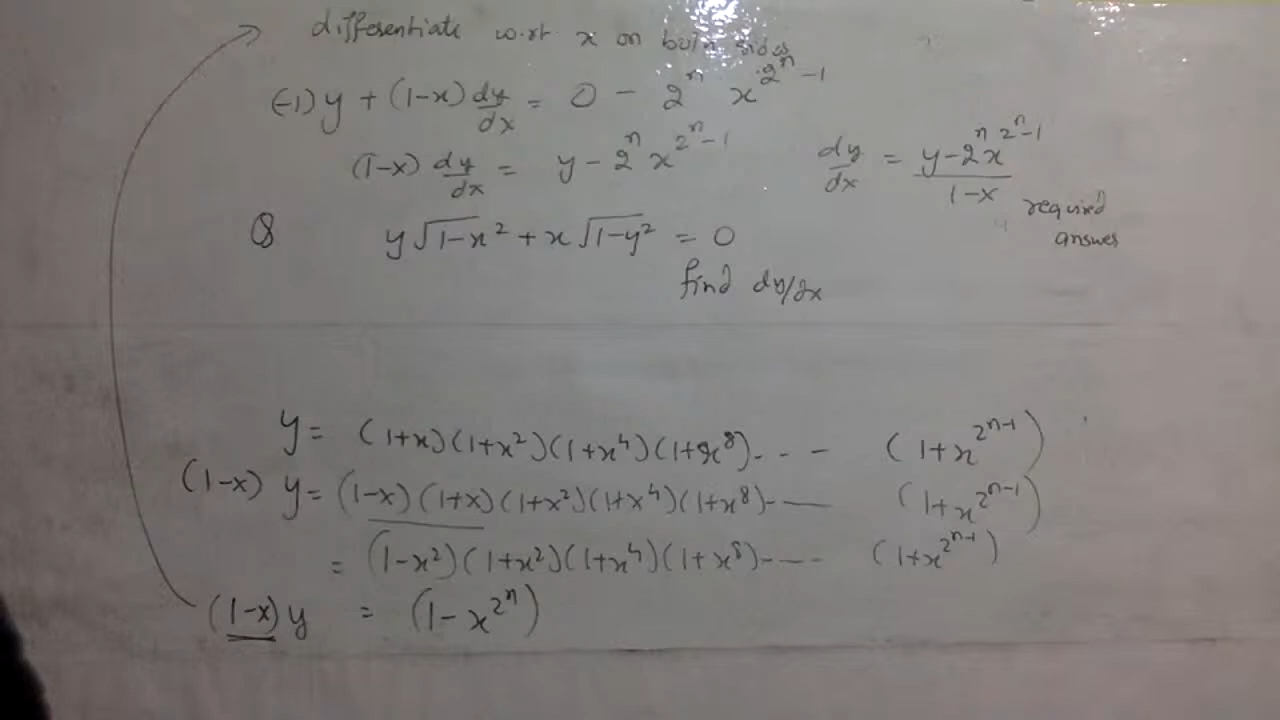 differentiate w.r.t x on both sides
(-1)y + (1-x) dy/dx = 0 - 2^n x^{2^n - 1}
(1-x) dy/dx = y - 2^n x^{2^n - 1}
dy/dx = (y - 2^n x^{2^n - 1})/(1-x)
required
answer
Q y√(1-x²) + x√(1-y²) = 0
find dy/dx
y = (1+x)(1+x²)(1+x⁴)(1+x⁸)---- (1+x^{2^{n-1}})
(1-x) y = (1-x)(1+x)(1+x²)(1+x⁴)(1+x⁸)---- (1+x^{2^{n-1}})
= (1-x²)(1+x²)(1+x⁴)(1+x⁸)---- (1+x^{2^{n-1}})
(1-x)y = (1-x^{2^n})